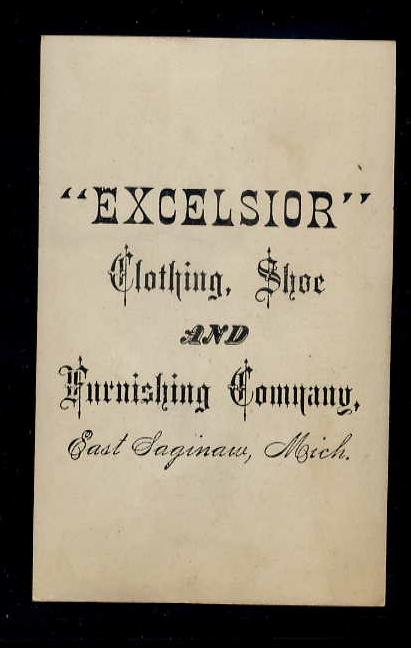 “EXCELSIOR”
Clothing, Shoe
AND
Furnishing Company,
East Saginaw, Mich.